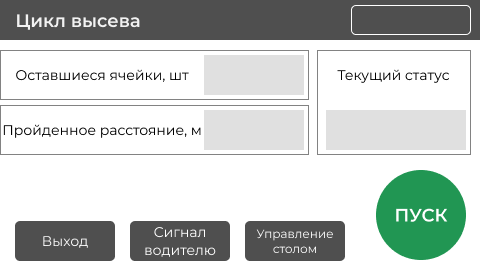 Цикл высева
Оставшиеся ячейки, шт
Текущий статус
Пройденное расстояние, м
ПУСК
Выход
Сигнал
водителю
Управление
столом